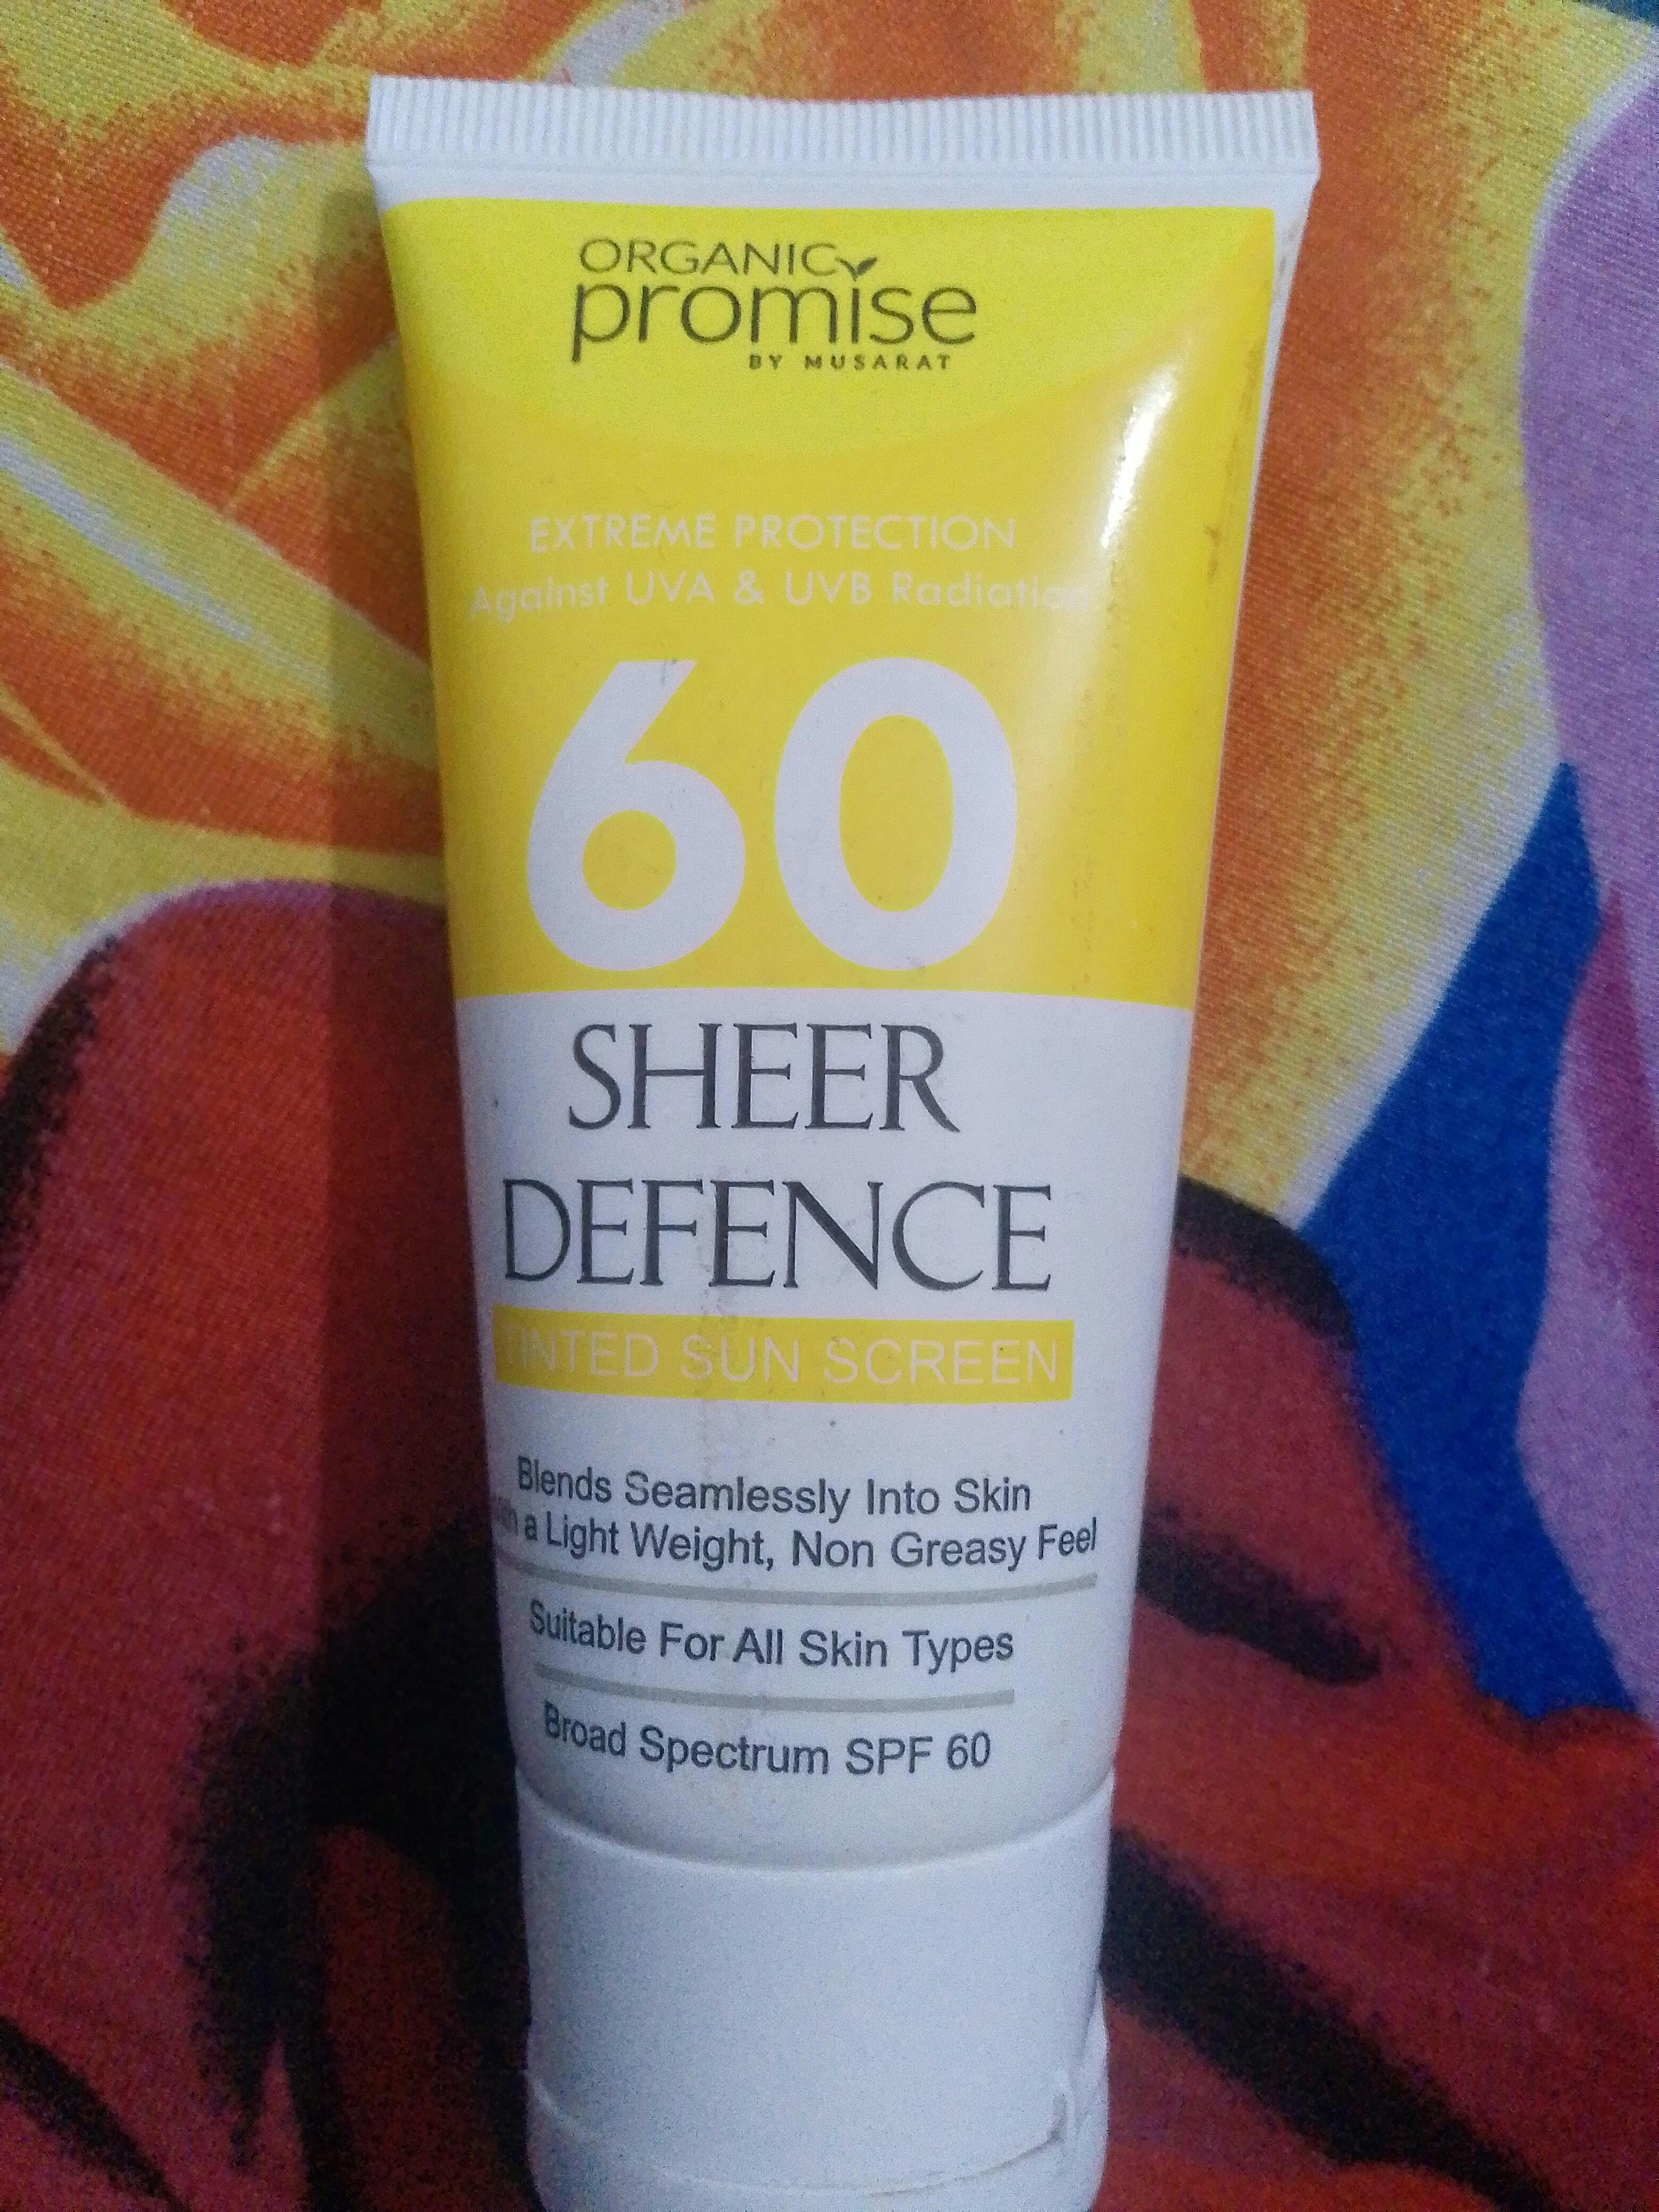 ORGANIC
promise
BY MUSARAT
EXTREME PROTECTION
Against UVA & UVB Radiation
60
SHEER
DEFENCE
TINTED SUN SCREEN
Blends Seamlessly Into Skin
a Light Weight, Non Greasy Feel
Suitable For All Skin Types
Broad Spectrum SPF 60